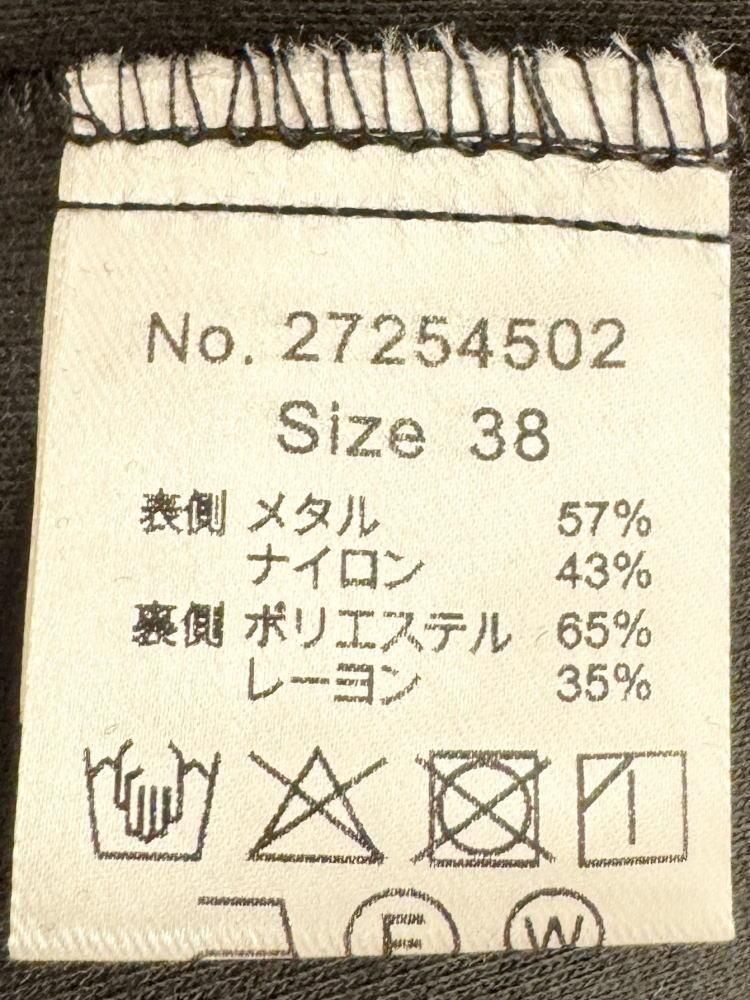 No. 27254502
Size 38
表側 メタル 57%
ナイロン 43%
裏側 ポリエステル 65%
レーヨン 35%
F W